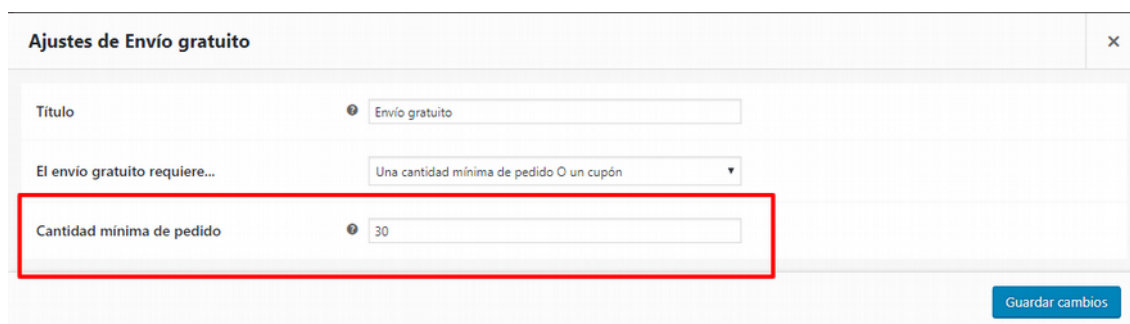 Ajustes de Envío gratuito
Título
Envío gratuito
El envío gratuito requiere...
Una cantidad mínima de pedido O un cupón
Cantidad mínima de pedido
30
Guardar cambios